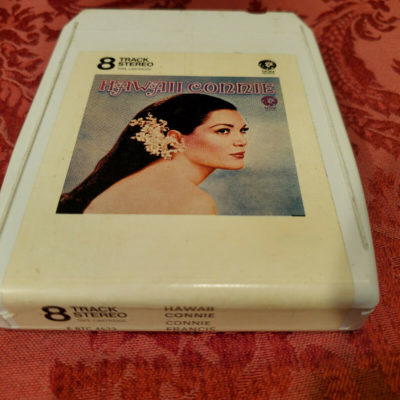 8 TRACK
STEREO
HAWAII CONNIE
8 TRACK
STEREO
HAWAII
CONNIE
CONNIE
FRANCIS